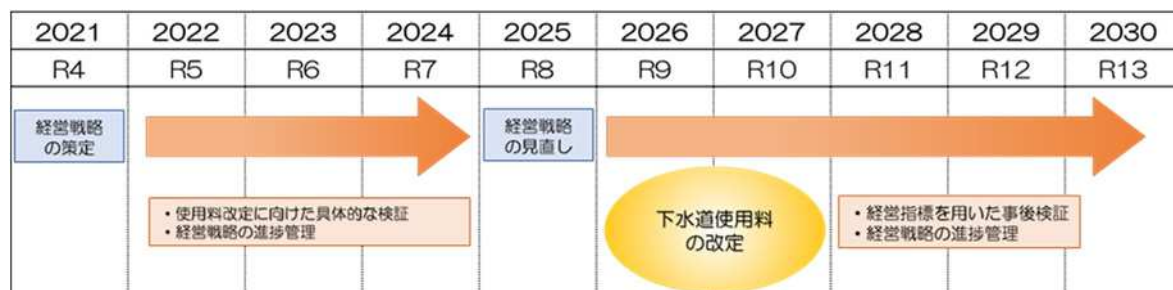 2021 2022 2023 2024 2025 2026 2027 2028 2029 2030
R4 R5 R6 R7 R8 R9 R10 R11 R12 R13
経営戦略
の策定
経営戦略
の見直し
・使用料改定に向けた具体的な検証
・経営戦略の進捗管理
下水道使用料
の改定
・経営指標を用いた事後検証
・経営戦略の進捗管理